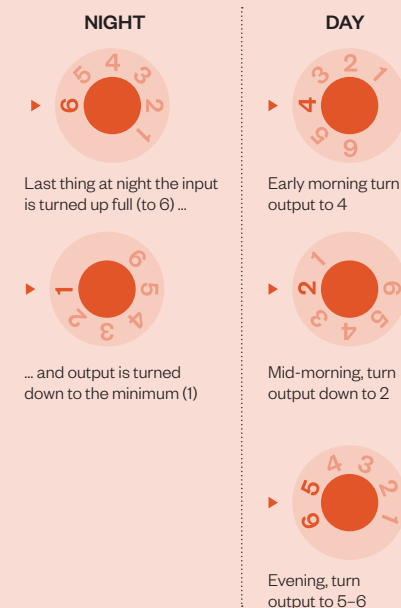 NIGHT
6 5 4 3 2 1
Last thing at night the input
is turned up full (to 6) ...
1 2 3 4 5 6
... and output is turned
down to the minimum (1)
DAY
4 3 2 1 6 5
Early morning turn
output to 4
2 1 6 5 4 3
Mid-morning, turn
output down to 2
6 5 4 3 2 1
Evening, turn
output to 5–6